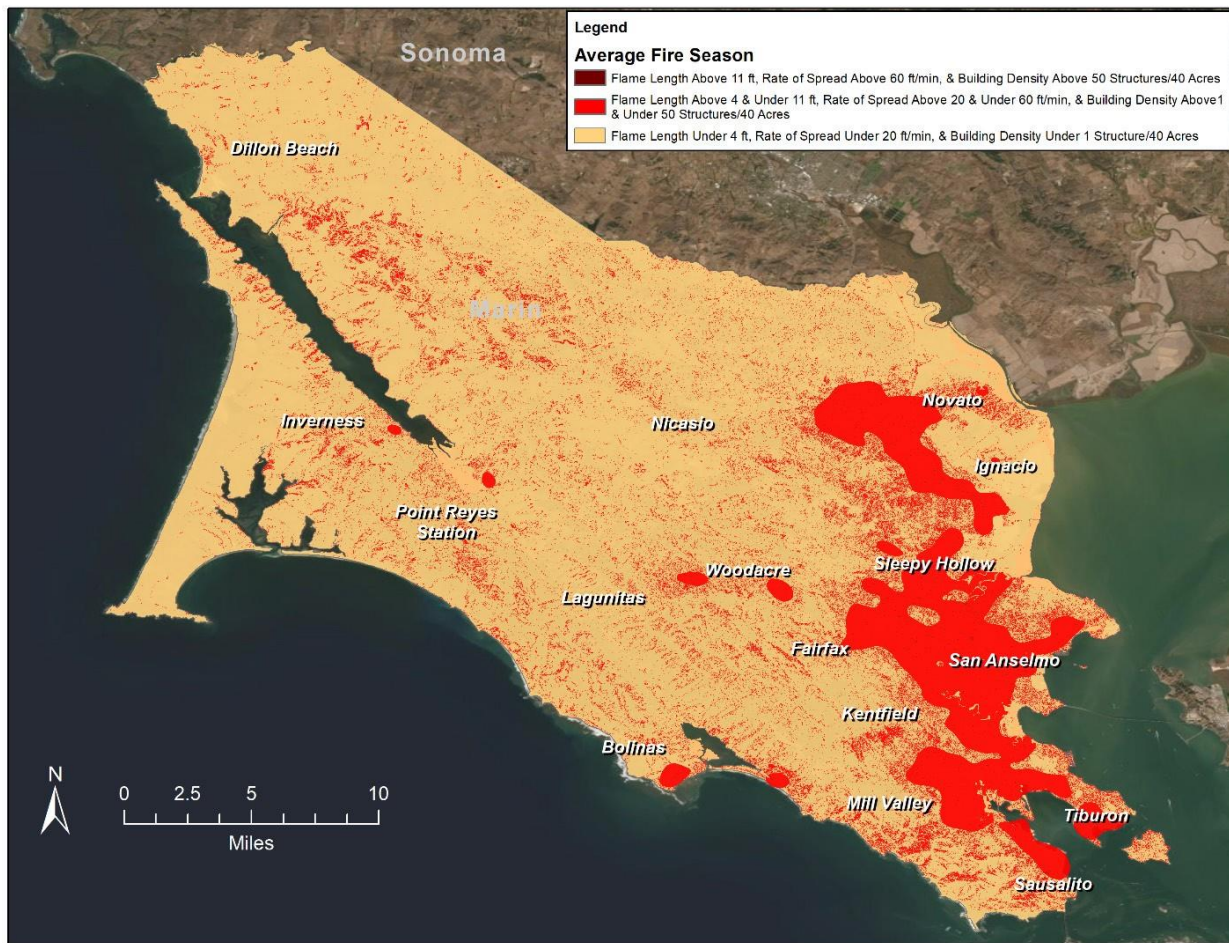 Legend
Average Fire Season
Flame Length Above 11 ft, Rate of Spread Above 60 ft/min, & Building Density Above 50 Structures/40 Acres
Flame Length Above 4 & Under 11 ft, Rate of Spread Above 20 & Under 60 ft/min, & Building Density Above1
& Under 50 Structures/40 Acres
Flame Length Under 4 ft, Rate of Spread Under 20 ft/min, & Building Density Under 1 Structure/40 Acres
Sonoma
Dillon Beach
Marin
Novato
Inverness
Nicasio
Ignacio
Point Reyes
Station
Sleepy Hollow
Woodacre
Lagunitas
Fairfax
San Anselmo
Kentfield
Bolinas
Mill Valley
Tiburon
Sausalito
N
0 2.5 5 10
Miles